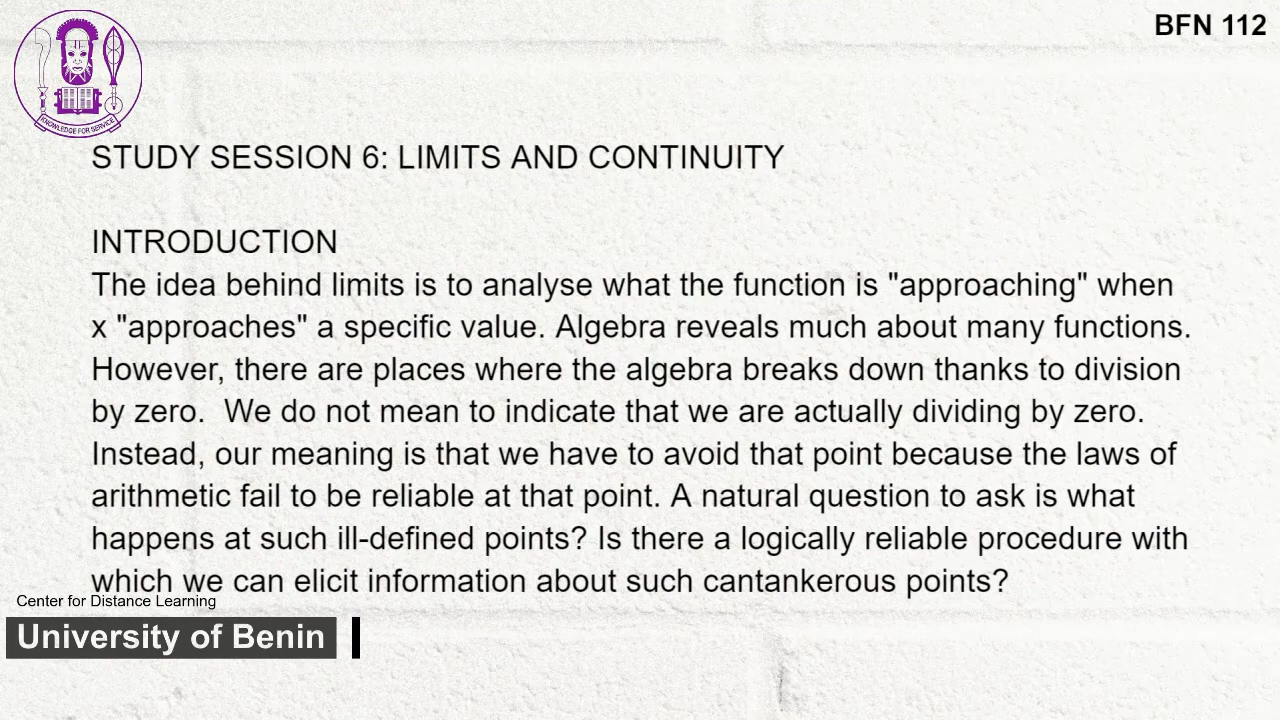 BFN 112
KNOWLEDGE FOR SERVICE
STUDY SESSION 6: LIMITS AND CONTINUITY
INTRODUCTION
The idea behind limits is to analyse what the function is "approaching" when
x "approaches" a specific value. Algebra reveals much about many functions.
However, there are places where the algebra breaks down thanks to division
by zero.  We do not mean to indicate that we are actually dividing by zero.
Instead, our meaning is that we have to avoid that point because the laws of
arithmetic fail to be reliable at that point. A natural question to ask is what
happens at such ill-defined points? Is there a logically reliable procedure with
which we can elicit information about such cantankerous points?
Center for Distance Learning
University of Benin